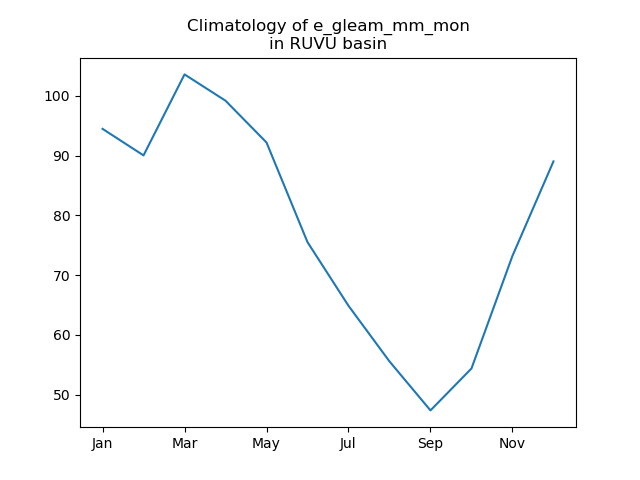 Climatology of e_gleam_mm_mon
in RUVU basin
100
90
80
70
60
50
Jan
Mar
May
Jul
Sep
Nov